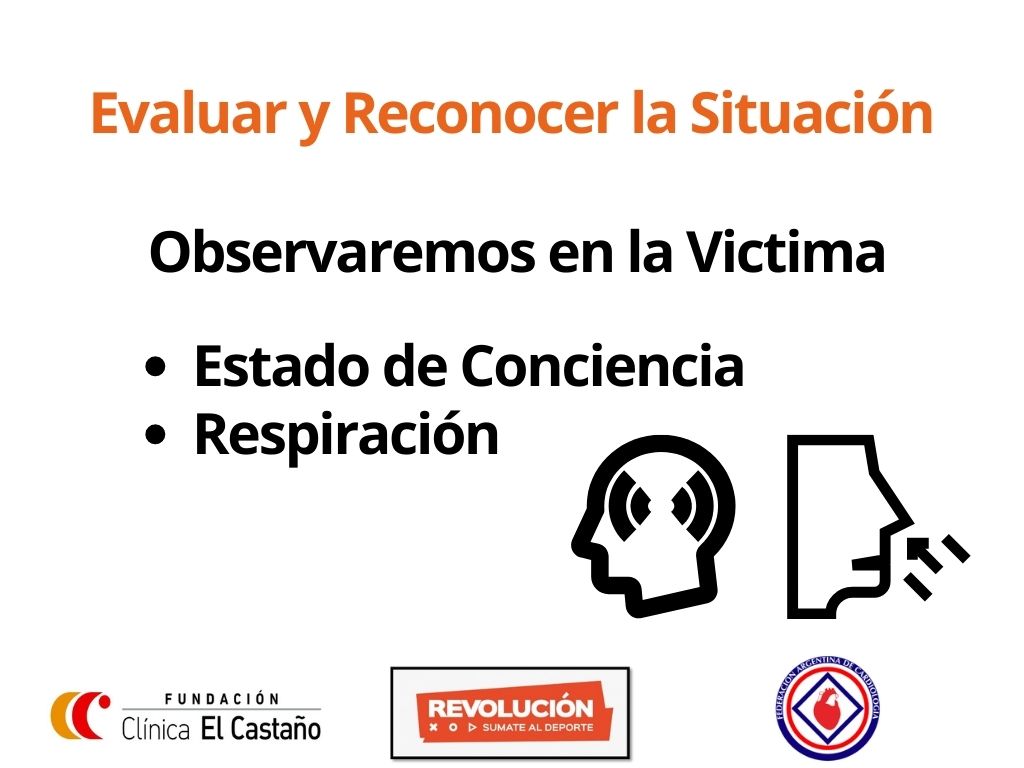 Evaluar y Reconocer la Situación
Observaremos en la Victima
• Estado de Conciencia
• Respiración
FUNDACIÓN
Clínica El Castaño
REVOLUCIÓN
SUMATE AL DEPORTE
FEDERACIÓN ARGENTINA DE CARDIOLOGÍA